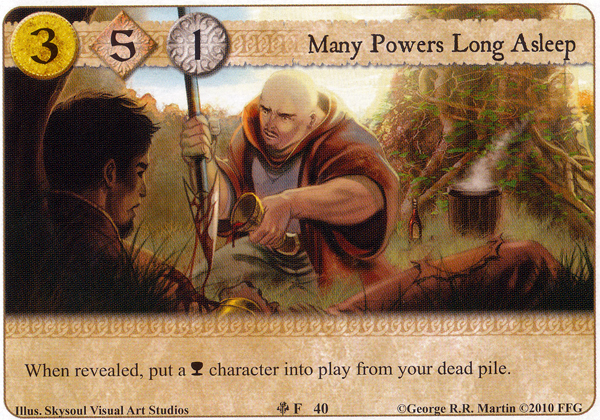 3 5 1 Many Powers Long Asleep
When revealed, put a character into play from your dead pile.
Illus. Skysoul Visual Art Studios F 40 ©George R.R. Martin ©2010 FFG